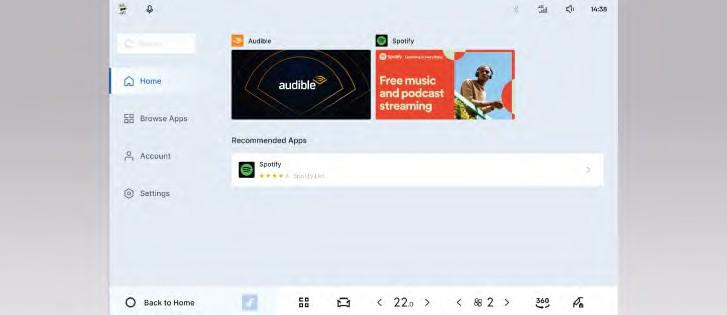 14:38
Audible
Spotify
Home
audible
Spotify
Free music
and podcast
streaming
Browse Apps
Recommended Apps
Account
Spotify
Settings
Back to Home
22.0
2
360